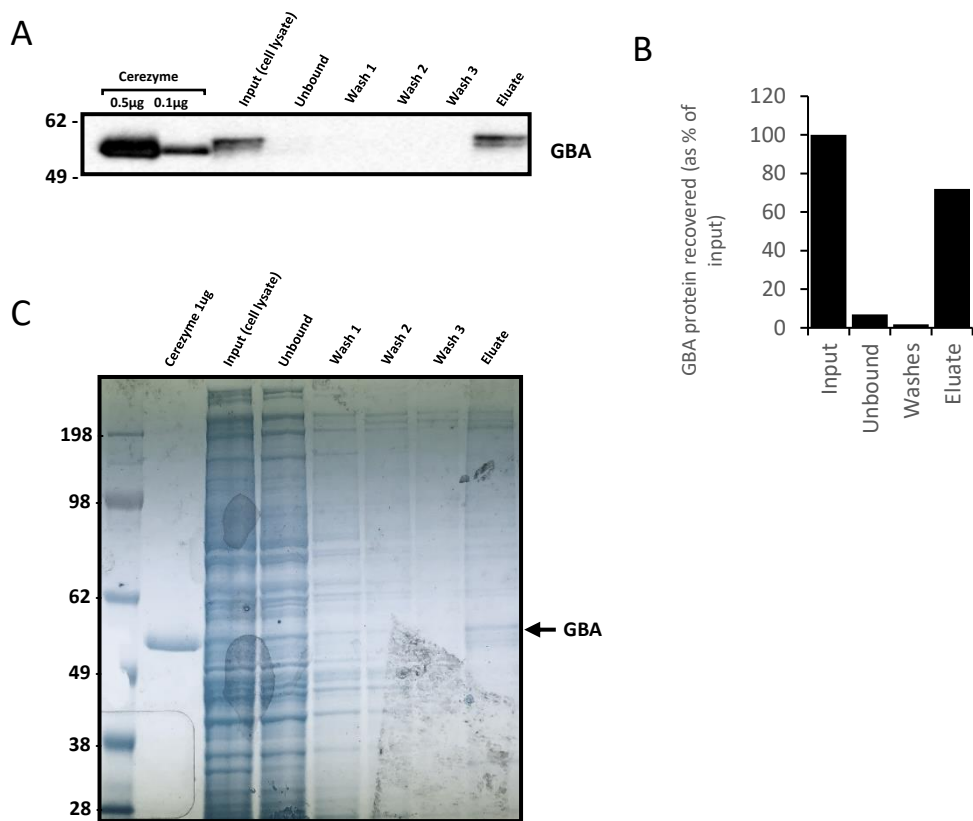 A
Cerezyme
0.5μg 0.1μg
Input (cell lysate)
Unbound
Wash 1
Wash 2
Wash 3
Eluate
62 -
49 -
GBA
B
GBA protein recovered (as % of
input)
120
100
80
60
40
20
0
Input
Unbound
Washes
Eluate
C
Cerezyme 1ug
Input (cell lysate)
Unbound
Wash 1
Wash 2
Wash 3
Eluate
198
98
62
49
38
28
GBA